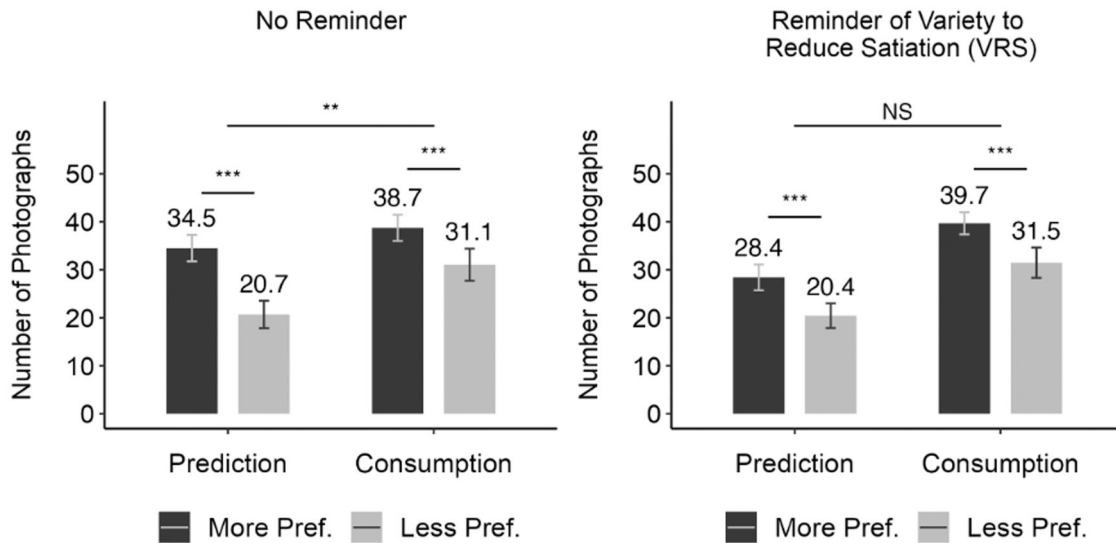 No Reminder
Number of Photographs
50
40
30
20
10
0
**
***
***
34.5
20.7
38.7
31.1
Prediction
Consumption
More Pref.
Less Pref.
Reminder of Variety to
Reduce Satiation (VRS)
Number of Photographs
50
40
30
20
10
0
NS
***
***
28.4
20.4
39.7
31.5
Prediction
Consumption
More Pref.
Less Pref.